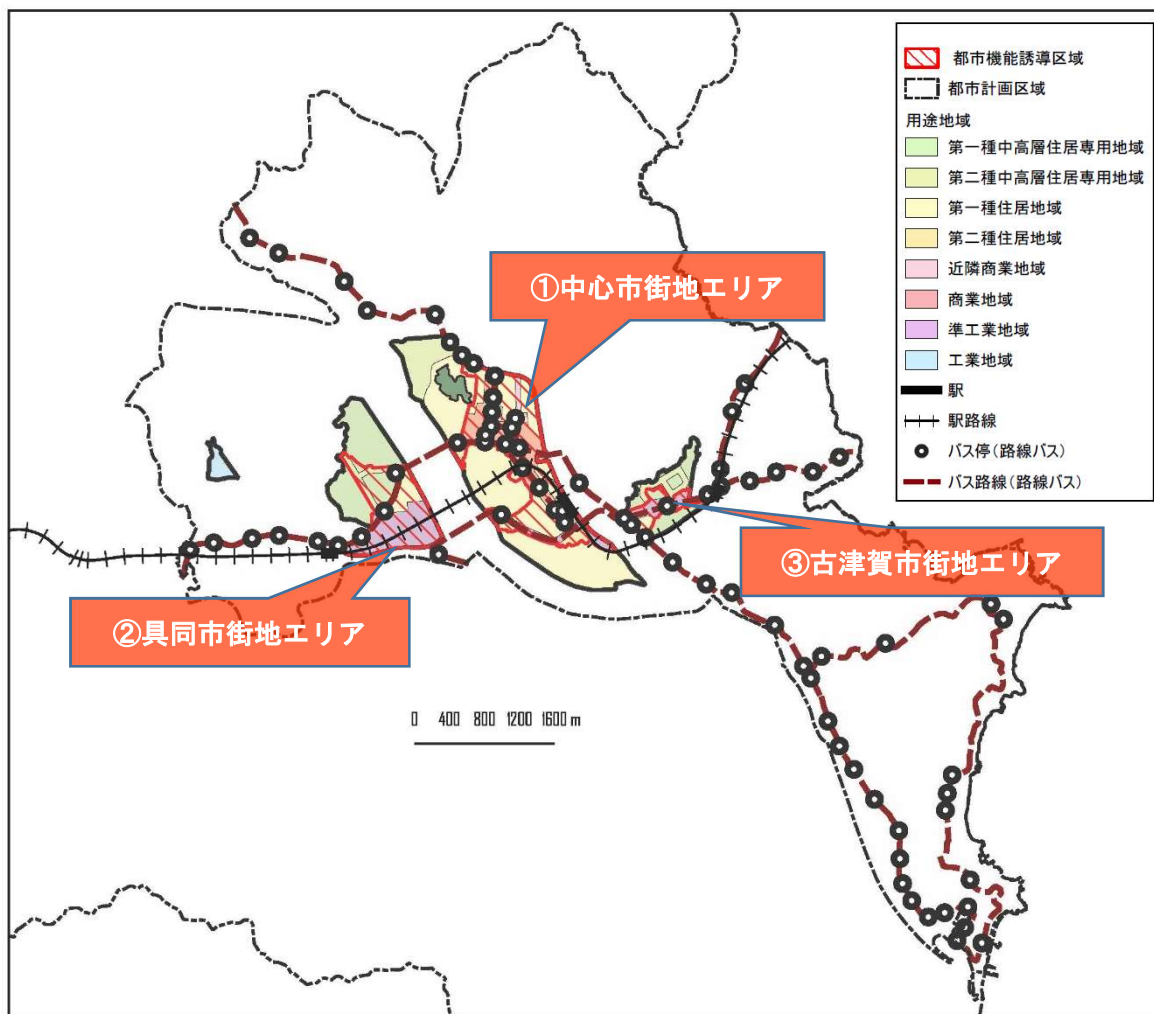 都市機能誘導区域
都市計画区域
用途地域
第一種中高層住居専用地域
第二種中高層住居専用地域
第一種住居地域
第二種住居地域
近隣商業地域
商業地域
準工業地域
工業地域
駅
駅路線
バス停(路線バス)
バス路線(路線バス)
①中心市街地エリア
③古津賀市街地エリア
②具同市街地エリア
0 400 800 1200 1600 m